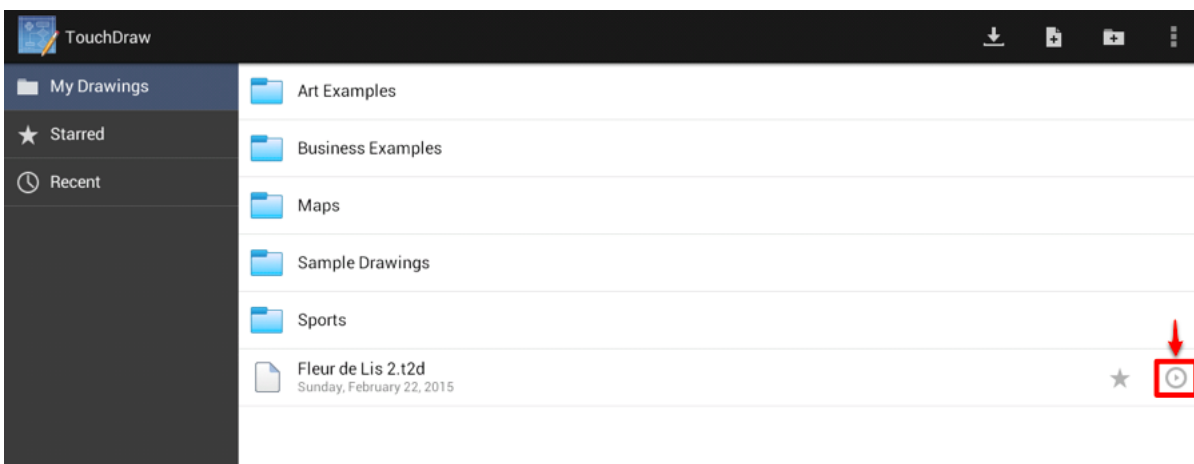 TouchDraw
My Drawings
Starred
Recent
Art Examples
Business Examples
Maps
Sample Drawings
Sports
Fleur de Lis 2.t2d
Sunday, February 22, 2015